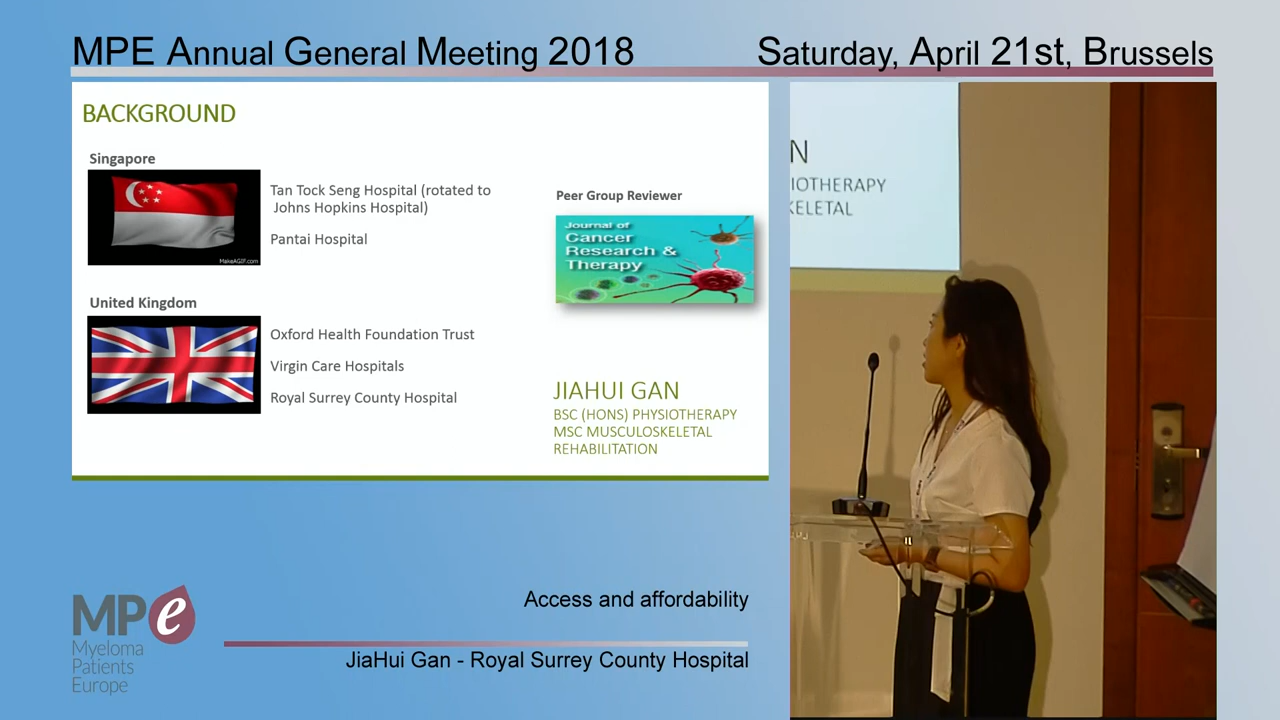 MPE Annual General Meeting 2018
Saturday, April 21st, Brussels
BACKGROUND
Singapore
Tan Tock Seng Hospital (rotated to
Johns Hopkins Hospital)
Pantai Hospital
MakeAGIF.com
United Kingdom
Oxford Health Foundation Trust
Virgin Care Hospitals
Royal Surrey County Hospital
Peer Group Reviewer
Journal of
Cancer
Research &
Therapy
JIAHUI GAN
BSC (HONS) PHYSIOTHERAPY
MSC MUSCULOSKELETAL
REHABILITATION
N
IOTHERAPY
KELETAL
MPe
Myeloma
Patients
Europe
Access and affordability
JiaHui Gan - Royal Surrey County Hospital